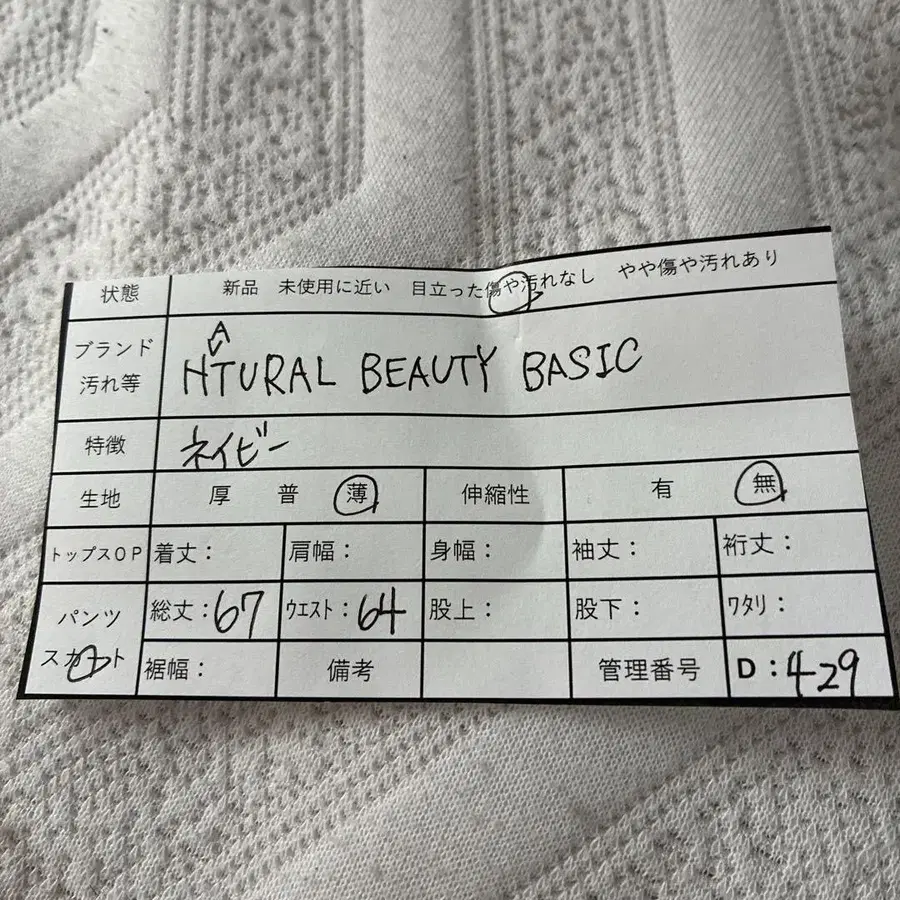 状態 新品 未使用に近い 目立った傷や汚れなし やや傷や汚れあり
ブランド
汚れ等 NATURAL BEAUTY BASIC
特徴 ネイビー
生地 厚 普 薄 伸縮性 有 無
トップスOP 着丈: 肩幅: 身幅: 袖丈: 裄丈:
パンツ 総丈:67 ウエスト:64 股上: 股下: ワタリ:
スカート 裾幅: 備考 管理番号 D:429